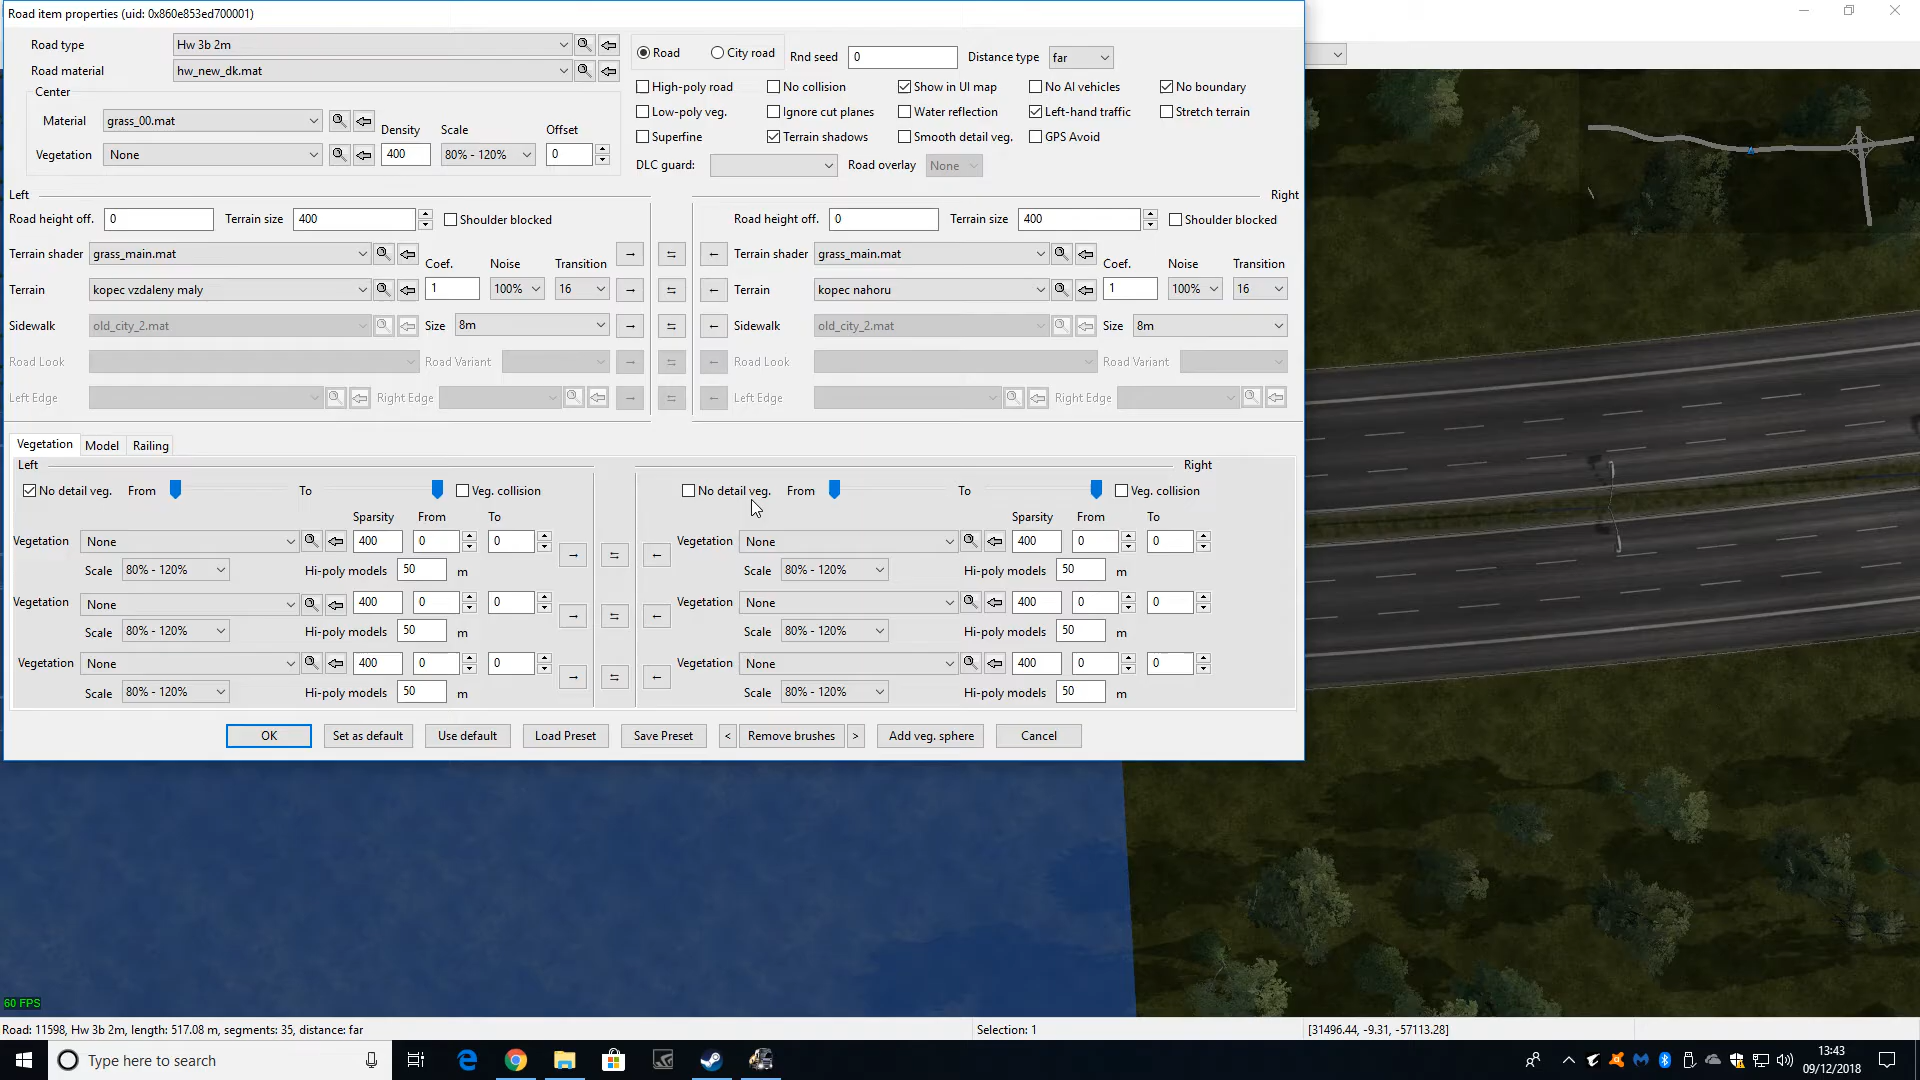 Road item properties (uid: 0x860e853ed700001)
Road type Hw 3b 2m
Road material hw_new_dk.mat
Road City road Rnd seed 0 Distance type far
High-poly road No collision Show in UI map No AI vehicles No boundary
Low-poly veg. Ignore cut planes Water reflection Left-hand traffic Stretch terrain
Superfine Terrain shadows Smooth detail veg. GPS Avoid
DLC guard: Road overlay None
Center
Material grass_00.mat Density Scale Offset
Vegetation None 400 80% - 120% 0
Left Right
Road height off. 0 Terrain size 400 Shoulder blocked Road height off. 0 Terrain size 400 Shoulder blocked
Terrain shader grass_main.mat → ⇆ ← Terrain shader grass_main.mat
Coef. Noise Transition Coef. Noise Transition
Terrain kopec vzdaleny maly 1 100% 16 → ⇆ ← Terrain kopec nahoru 1 100% 16
Sidewalk old_city_2.mat Size 8m → ⇆ ← Sidewalk old_city_2.mat Size 8m
Road Look Road Variant → ⇆ ← Road Look Road Variant
Left Edge Right Edge → ⇆ ← Left Edge Right Edge
Vegetation Model Railing
Left Right
No detail veg. From To Veg. collision No detail veg. From To Veg. collision
Sparsity From To Sparsity From To
Vegetation None 400 0 0 → ⇆ ← Vegetation None 400 0 0
Scale 80% - 120% Hi-poly models 50 m Scale 80% - 120% Hi-poly models 50 m
Vegetation None 400 0 0 → ⇆ ← Vegetation None 400 0 0
Scale 80% - 120% Hi-poly models 50 m Scale 80% - 120% Hi-poly models 50 m
Vegetation None 400 0 0 → ⇆ ← Vegetation None 400 0 0
Scale 80% - 120% Hi-poly models 50 m Scale 80% - 120% Hi-poly models 50 m
OK Set as default Use default Load Preset Save Preset < Remove brushes > Add veg. sphere Cancel
60 FPS
Road: 11598, Hw 3b 2m, length: 517.08 m, segments: 35, distance: far Selection: 1 [31496.44, -9.31, -57113.28]
Type here to search
13:43
09/12/2018